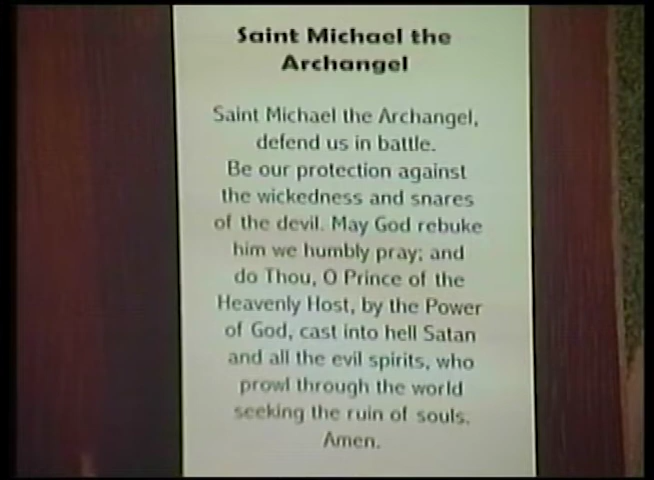 Saint Michael the
Archangel
Saint Michael the Archangel,
defend us in battle.
Be our protection against
the wickedness and snares
of the devil. May God rebuke
him we humbly pray; and
do Thou, O Prince of the
Heavenly Host, by the Power
of God, cast into hell Satan
and all the evil spirits, who
prowl through the world
seeking the ruin of souls.
Amen.